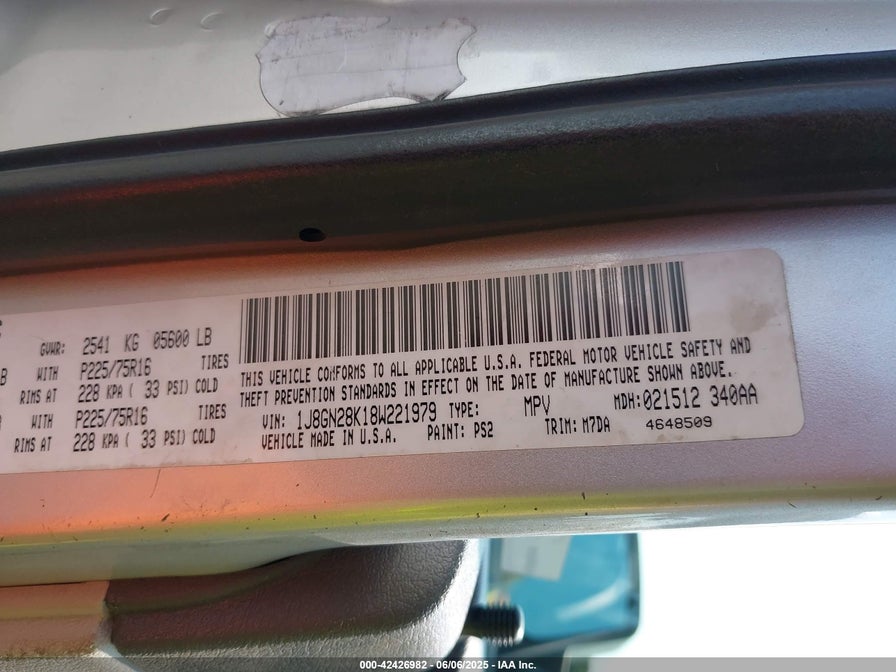 GVWR: 2541 KG 05600 LB
WITH P225/75R16 TIRES
RIMS AT 228 KPA ( 33 PSI) COLD
WITH P225/75R16 TIRES
RIMS AT 228 KPA ( 33 PSI) COLD
THIS VEHICLE CONFORMS TO ALL APPLICABLE U.S.A. FEDERAL MOTOR VEHICLE SAFETY AND
THEFT PREVENTION STANDARDS IN EFFECT ON THE DATE OF MANUFACTURE SHOWN ABOVE.
VIN: 1J8GN28K18W221979 TYPE: MPV MDH:021512 340AA
VEHICLE MADE IN U.S.A. PAINT: PS2 TRIM: M7DA 4648509
000-42426982 - 06/06/2025 - IAA Inc.